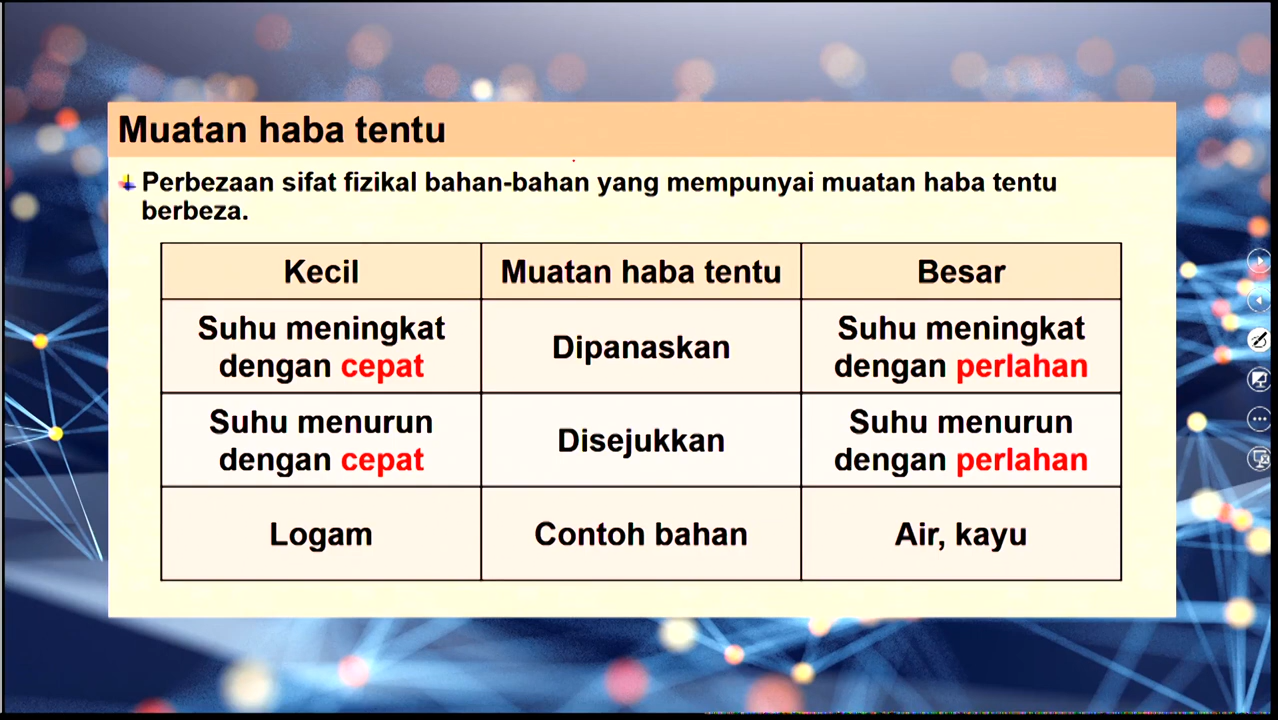 Muatan haba tentu
Perbezaan sifat fizikal bahan-bahan yang mempunyai muatan haba tentu
berbeza.
Kecil
Muatan haba tentu
Besar
Suhu meningkat
dengan cepat
Dipanaskan
Suhu meningkat
dengan perlahan
Suhu menurun
dengan cepat
Disejukkan
Suhu menurun
dengan perlahan
Logam
Contoh bahan
Air, kayu